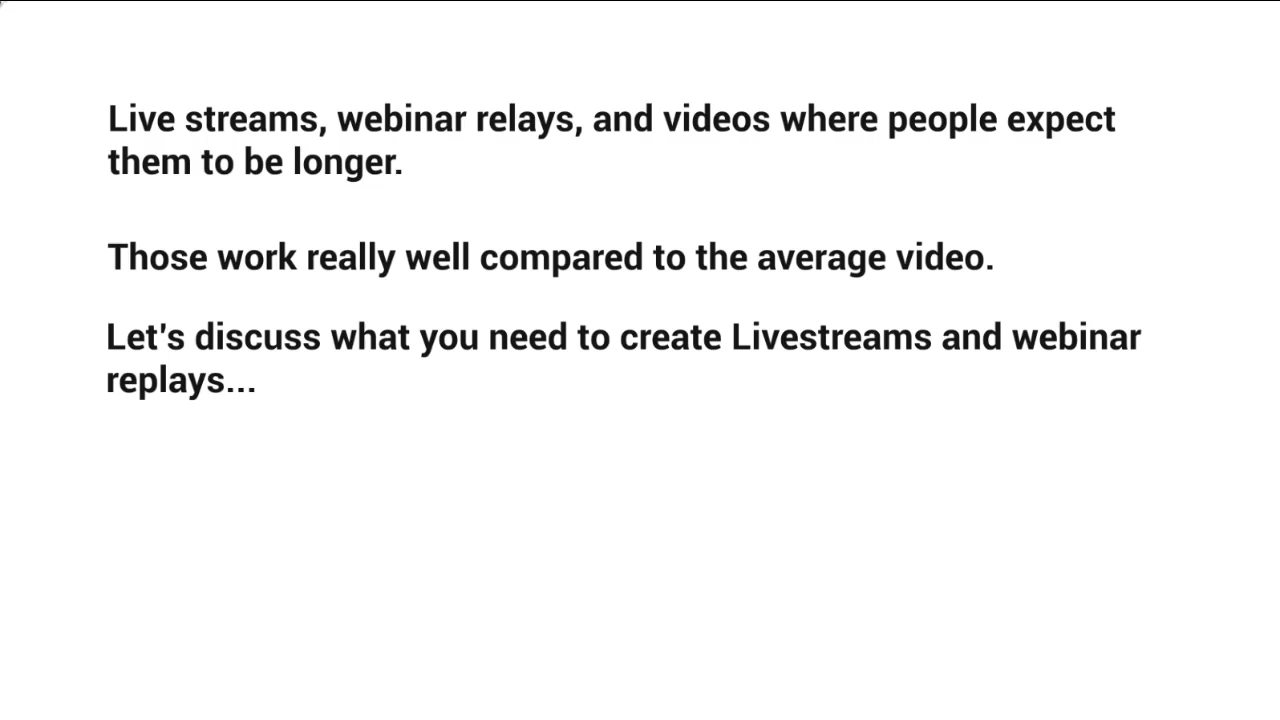 Live streams, webinar relays, and videos where people expect
them to be longer.
Those work really well compared to the average video.
Let's discuss what you need to create Livestreams and webinar
replays...